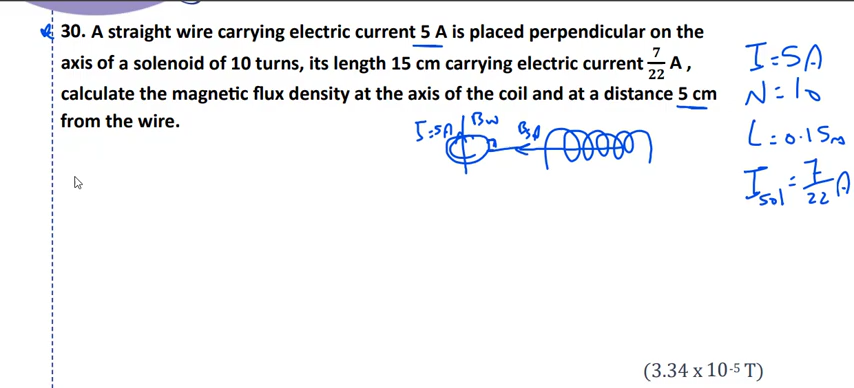 30. A straight wire carrying electric current 5 A is placed perpendicular on the
axis of a solenoid of 10 turns, its length 15 cm carrying electric current 7/22 A ,
calculate the magnetic flux density at the axis of the coil and at a distance 5 cm
from the wire.
I=5A
N=10
L=0.15m
I sol = 7/22 A
I=5A
Bw
(3.34 x 10-5 T)